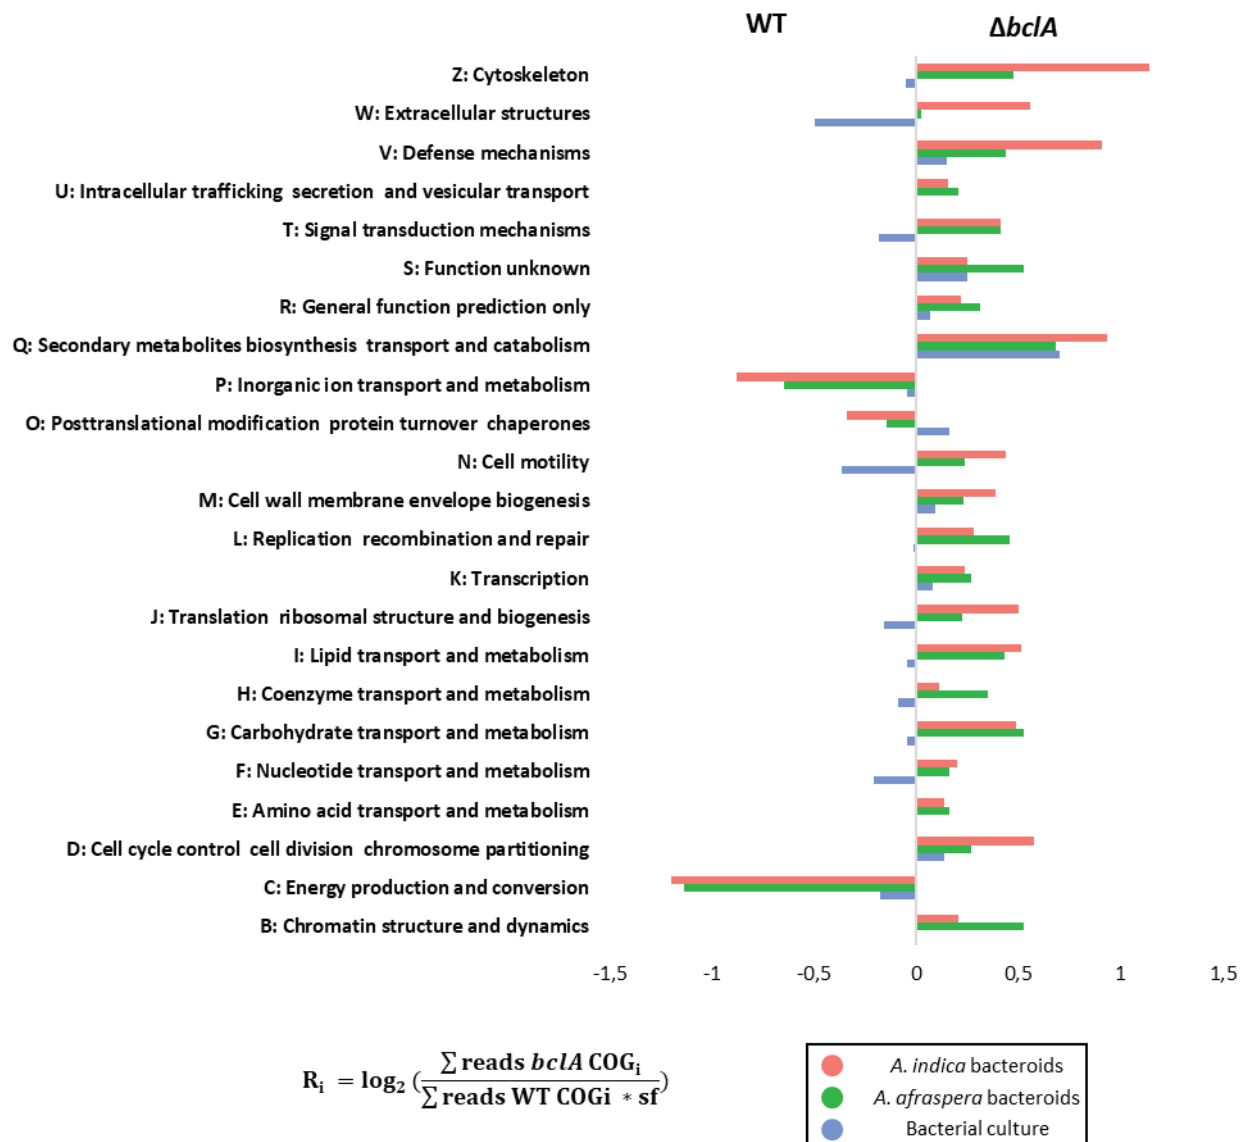 WT
ΔbclA
Z: Cytoskeleton
W: Extracellular structures
V: Defense mechanisms
U: Intracellular trafficking secretion and vesicular transport
T: Signal transduction mechanisms
S: Function unknown
R: General function prediction only
Q: Secondary metabolites biosynthesis transport and catabolism
P: Inorganic ion transport and metabolism
O: Posttranslational modification protein turnover chaperones
N: Cell motility
M: Cell wall membrane envelope biogenesis
L: Replication recombination and repair
K: Transcription
J: Translation ribosomal structure and biogenesis
I: Lipid transport and metabolism
H: Coenzyme transport and metabolism
G: Carbohydrate transport and metabolism
F: Nucleotide transport and metabolism
E: Amino acid transport and metabolism
D: Cell cycle control cell division chromosome partitioning
C: Energy production and conversion
B: Chromatin structure and dynamics
-1,5 -1 -0,5 0 0,5 1 1,5
∑ reads bclA COGi
Ri = log2 ( )
∑ reads WT COGi * sf
A. indica bacteroids
A. afraspera bacteroids
Bacterial culture